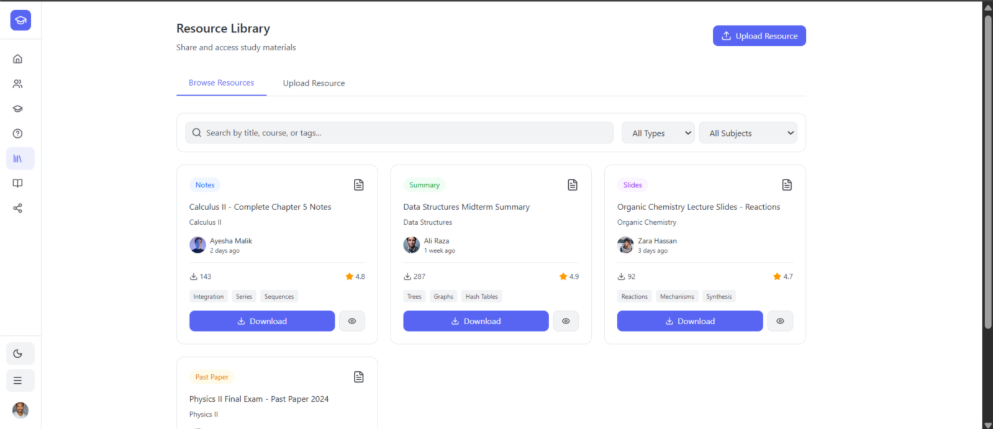 Resource Library
Share and access study materials
Upload Resource
Browse Resources
Upload Resource
Search by title, course, or tags...
All Types
All Subjects
Notes
Calculus II - Complete Chapter 5 Notes
Calculus II
Ayesha Malik
2 days ago
143
4.8
Integration
Series
Sequences
Download
Summary
Data Structures Midterm Summary
Data Structures
Ali Raza
1 week ago
287
4.9
Trees
Graphs
Hash Tables
Download
Slides
Organic Chemistry Lecture Slides - Reactions
Organic Chemistry
Zara Hassan
3 days ago
92
4.7
Reactions
Mechanisms
Synthesis
Download
Past Paper
Physics II Final Exam - Past Paper 2024
Physics II